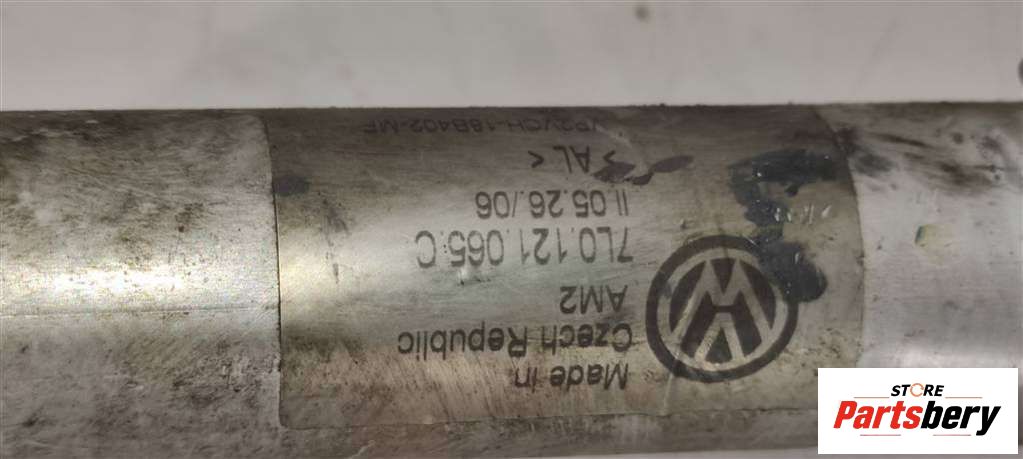 Made in
Czech Republic
AM2
7L0.121.065.C
II 05.26./06
>AL<
STORE
Partsbery